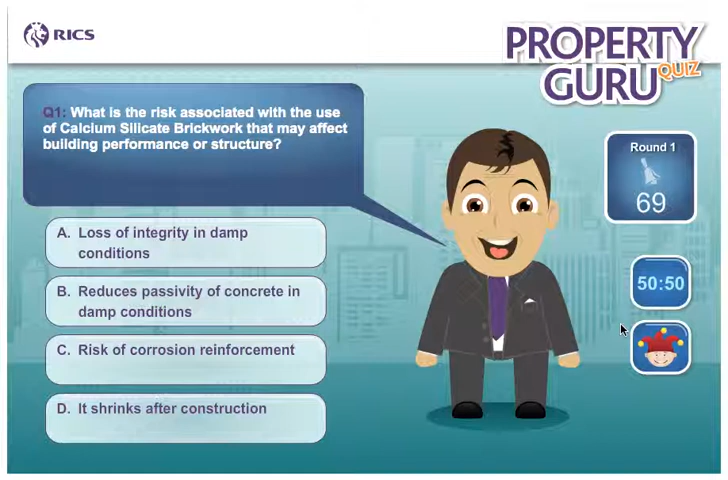 RICS
PROPERTY
GURU QUIZ
Q1: What is the risk associated with the use
of Calcium Silicate Brickwork that may affect
building performance or structure?
A. Loss of integrity in damp
conditions
B. Reduces passivity of concrete in
damp conditions
C. Risk of corrosion reinforcement
D. It shrinks after construction
Round 1
69
50:50